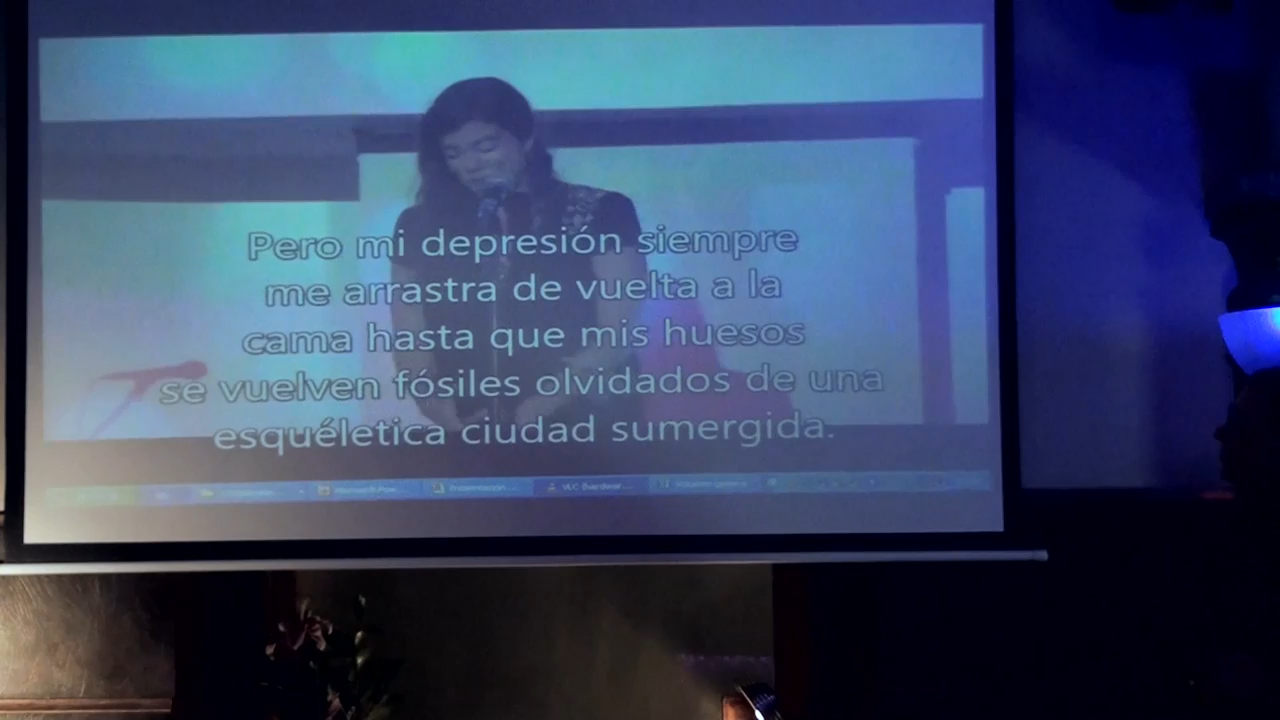 Pero mi depresión siempre
me arrastra de vuelta a la
cama hasta que mis huesos
se vuelven fósiles olvidados de una
esquéletica ciudad sumergida.